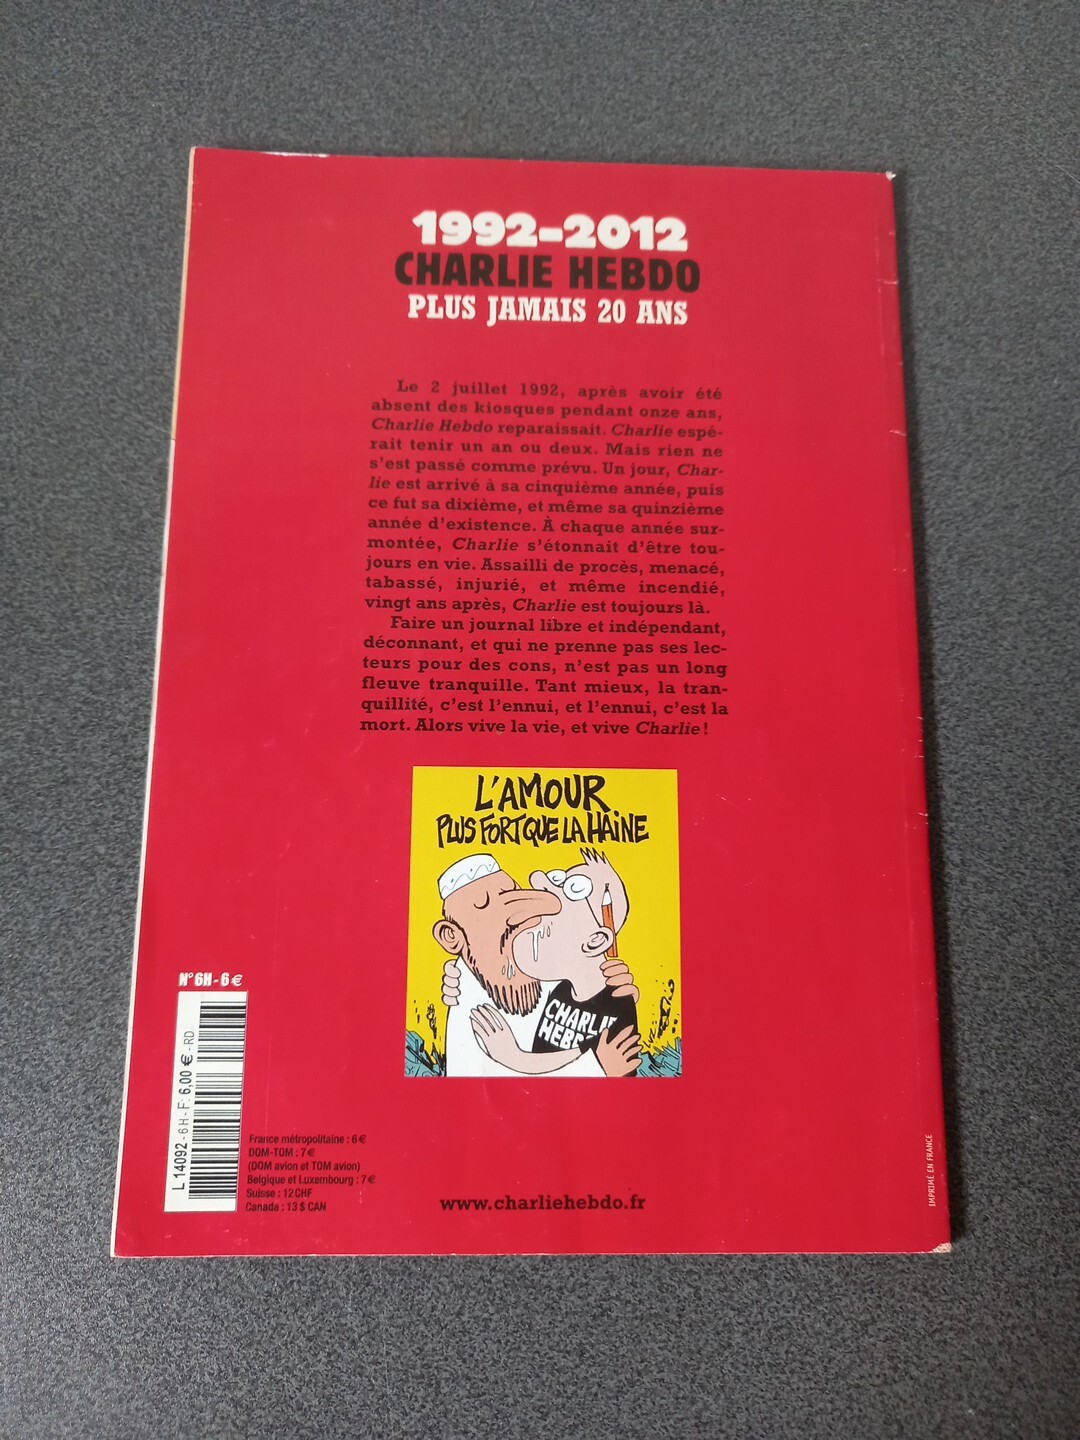 1992-2012
CHARLIE HEBDO
PLUS JAMAIS 20 ANS
Le 2 juillet 1992, après avoir été
absent des kiosques pendant onze ans,
Charlie Hebdo reparaissait. Charlie espé-
rait tenir un an ou deux. Mais rien ne
s'est passé comme prévu. Un jour, Char-
lie est arrivé à sa cinquième année, puis
ce fut sa dixième, et même sa quinzième
année d'existence. À chaque année sur-
montée, Charlie s'étonnait d'être tou-
jours en vie. Assailli de procès, menacé,
tabassé, injurié, et même incendié,
vingt ans après, Charlie est toujours là.
Faire un journal libre et indépendant,
déconnant, et qui ne prenne pas ses lec-
teurs pour des cons, n'est pas un long
fleuve tranquille. Tant mieux, la tran-
quillité, c'est l'ennui, et l'ennui, c'est la
mort. Alors vive la vie, et vive Charlie !
L'AMOUR
PLUS FORT QUE LA HAINE
CHARLIE
HEBDO
LUZ
N° 6H - 6 €
L 14092 - 6 H - F: 6,00 € - RD
France métropolitaine : 6 €
DOM-TOM : 7 €
(DOM avion et TOM avion)
Belgique et Luxembourg : 7 €
Suisse : 12 CHF
Canada : 13 $ CAN
www.charliehebdo.fr
IMPRIMÉ EN FRANCE